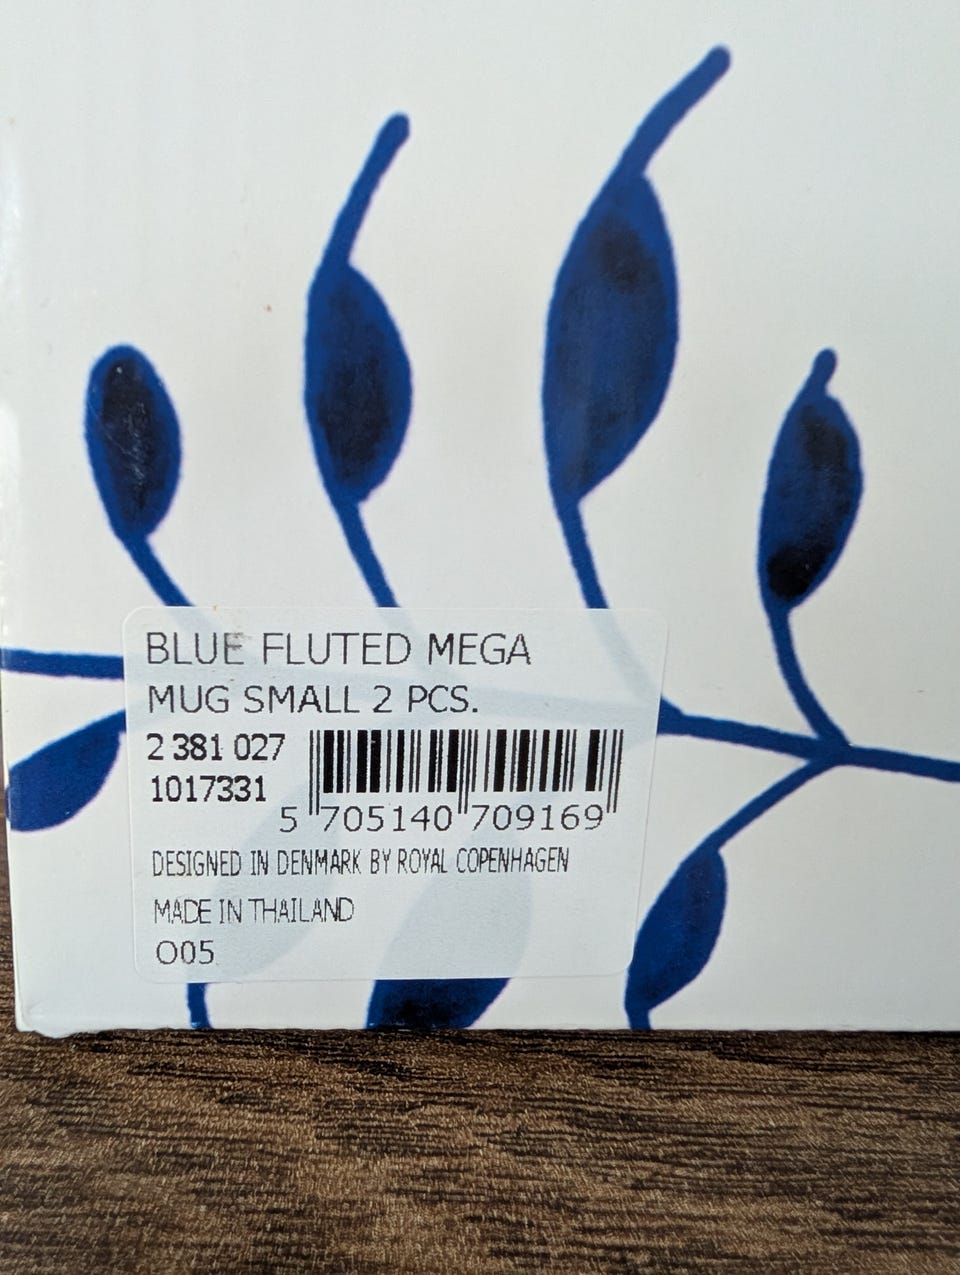 BLUE FLUTED MEGA
MUG SMALL 2 PCS.
2 381 027
1017331
5 705140 709169
DESIGNED IN DENMARK BY ROYAL COPENHAGEN
MADE IN THAILAND
O05